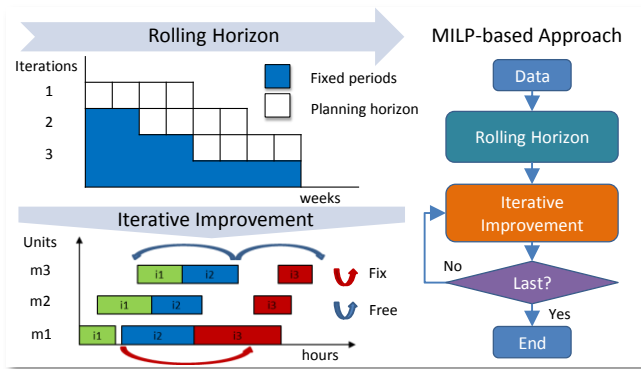 Rolling Horizon
Iterations
1
2
3
Fixed periods
Planning horizon
weeks
Iterative Improvement
Units
m3
i1
i2
i3
m2
i1
i2
i3
m1
i1
i2
i3
hours
Fix
Free
MILP-based Approach
Data
Rolling Horizon
Iterative
Improvement
No
Last?
Yes
End